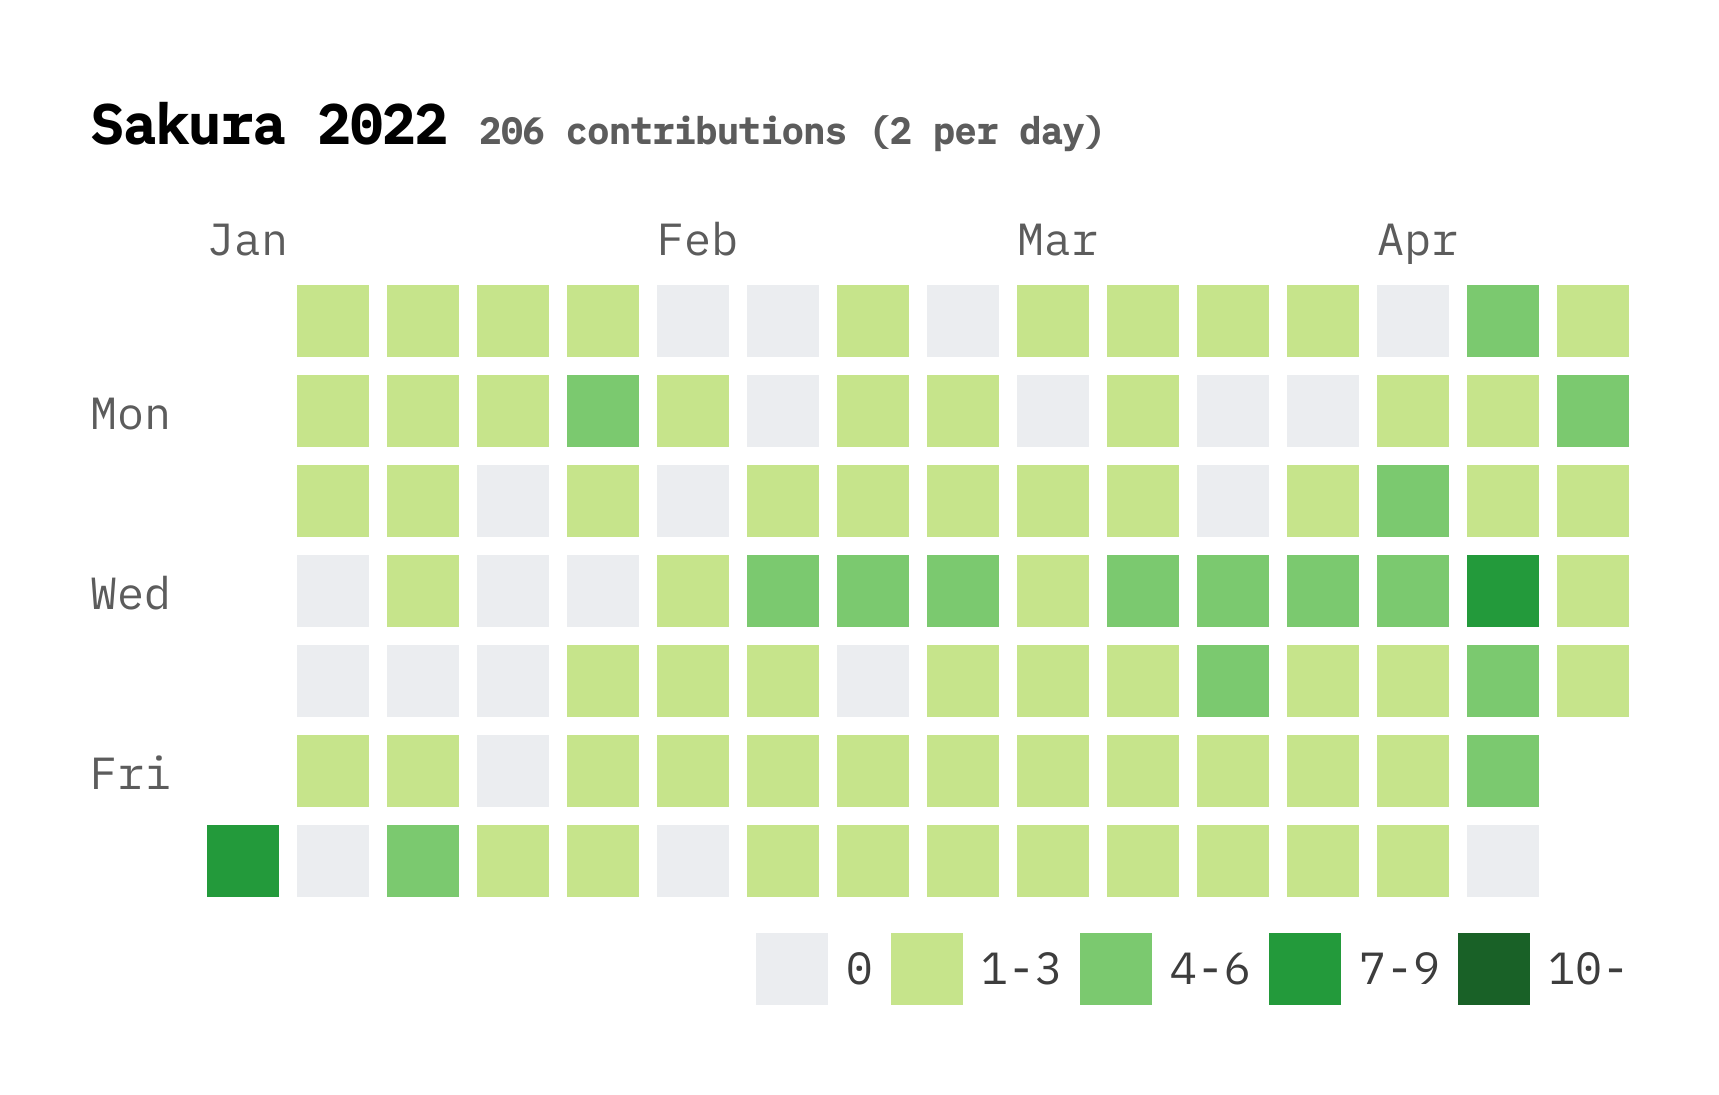 Sakura 2022 206 contributions (2 per day)
Jan Feb Mar Apr
Mon
Wed
Fri
0 1-3 4-6 7-9 10-